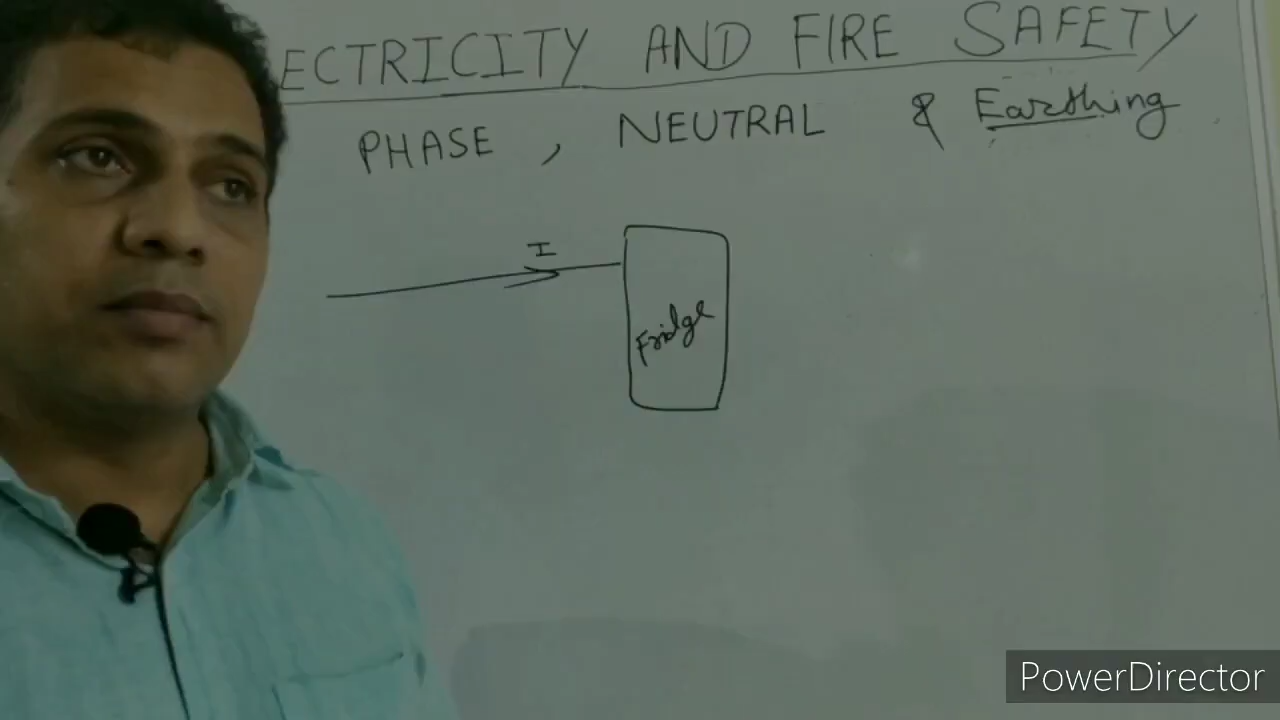 ECTRICITY AND FIRE SAFETY
PHASE , NEUTRAL & Earthing
I
Fridge
PowerDirector